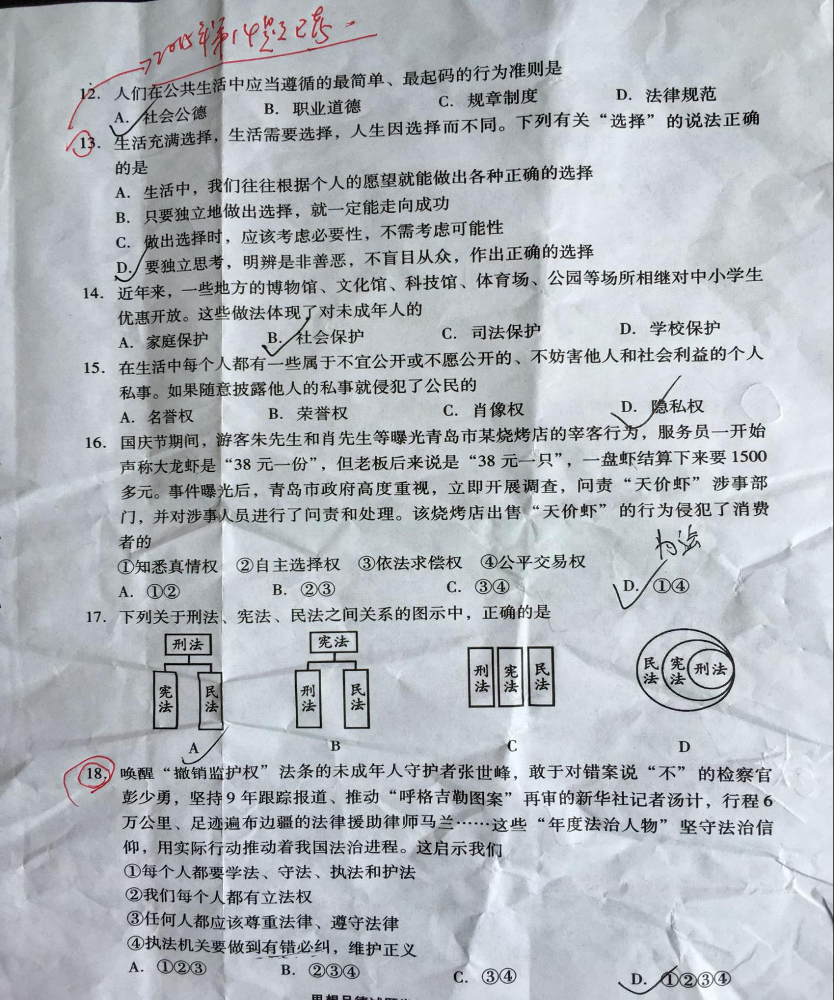 2015年第14题已考
12. 人们在公共生活中应当遵循的最简单、最起码的行为准则是
A. 社会公德 B. 职业道德 C. 规章制度 D. 法律规范
13. 生活充满选择，生活需要选择，人生因选择而不同。下列有关“选择”的说法正确
的是
A. 生活中，我们往往根据个人的愿望就能做出各种正确的选择
B. 只要独立地做出选择，就一定能走向成功
C. 做出选择时，应该考虑必要性，不需考虑可能性
D. 要独立思考，明辨是非善恶，不盲目从众，作出正确的选择
14. 近年来，一些地方的博物馆、文化馆、科技馆、体育场、公园等场所相继对中小学生
优惠开放。这些做法体现了对未成年人的
A. 家庭保护 B. 社会保护 C. 司法保护 D. 学校保护
15. 在生活中每个人都有一些属于不宜公开或不愿公开的、不妨害他人和社会利益的个人
私事。如果随意披露他人的私事就侵犯了公民的
A. 名誉权 B. 荣誉权 C. 肖像权 D. 隐私权
16. 国庆节期间，游客朱先生和肖先生等曝光青岛市某烧烤店的宰客行为，服务员一开始
声称大龙虾是“38 元一份”，但老板后来说是“38 元一只”，一盘虾结算下来要 1500
多元。事件曝光后，青岛市政府高度重视，立即开展调查，问责“天价虾”涉事部
门，并对涉事人员进行了问责和处理。该烧烤店出售“天价虾”的行为侵犯了消费
者的
①知悉真情权 ②自主选择权 ③依法求偿权 ④公平交易权
A. ①② B. ②③ C. ③④ D. ①④
17. 下列关于刑法、宪法、民法之间关系的图示中，正确的是
刑法 宪法 民法
宪法 刑法 民法
刑法 宪法 民法
民法 宪法 刑法
A B C D
18. 唤醒“撤销监护权”法条的未成年人守护者张世峰，敢于对错案说“不”的检察官
彭少勇，坚持 9 年跟踪报道、推动“呼格吉勒图案”再审的新华社记者汤计，行程 6
万公里、足迹遍布边疆的法律援助律师马兰……这些“年度法治人物”坚守法治信
仰，用实际行动推动着我国法治进程。这启示我们
①每个人都要学法、守法、执法和护法
②我们每个人都有立法权
③任何人都应该尊重法律、遵守法律
④执法机关要做到有错必纠，维护正义
A. ①②③ B. ②③④ C. ③④ D. ①②③④